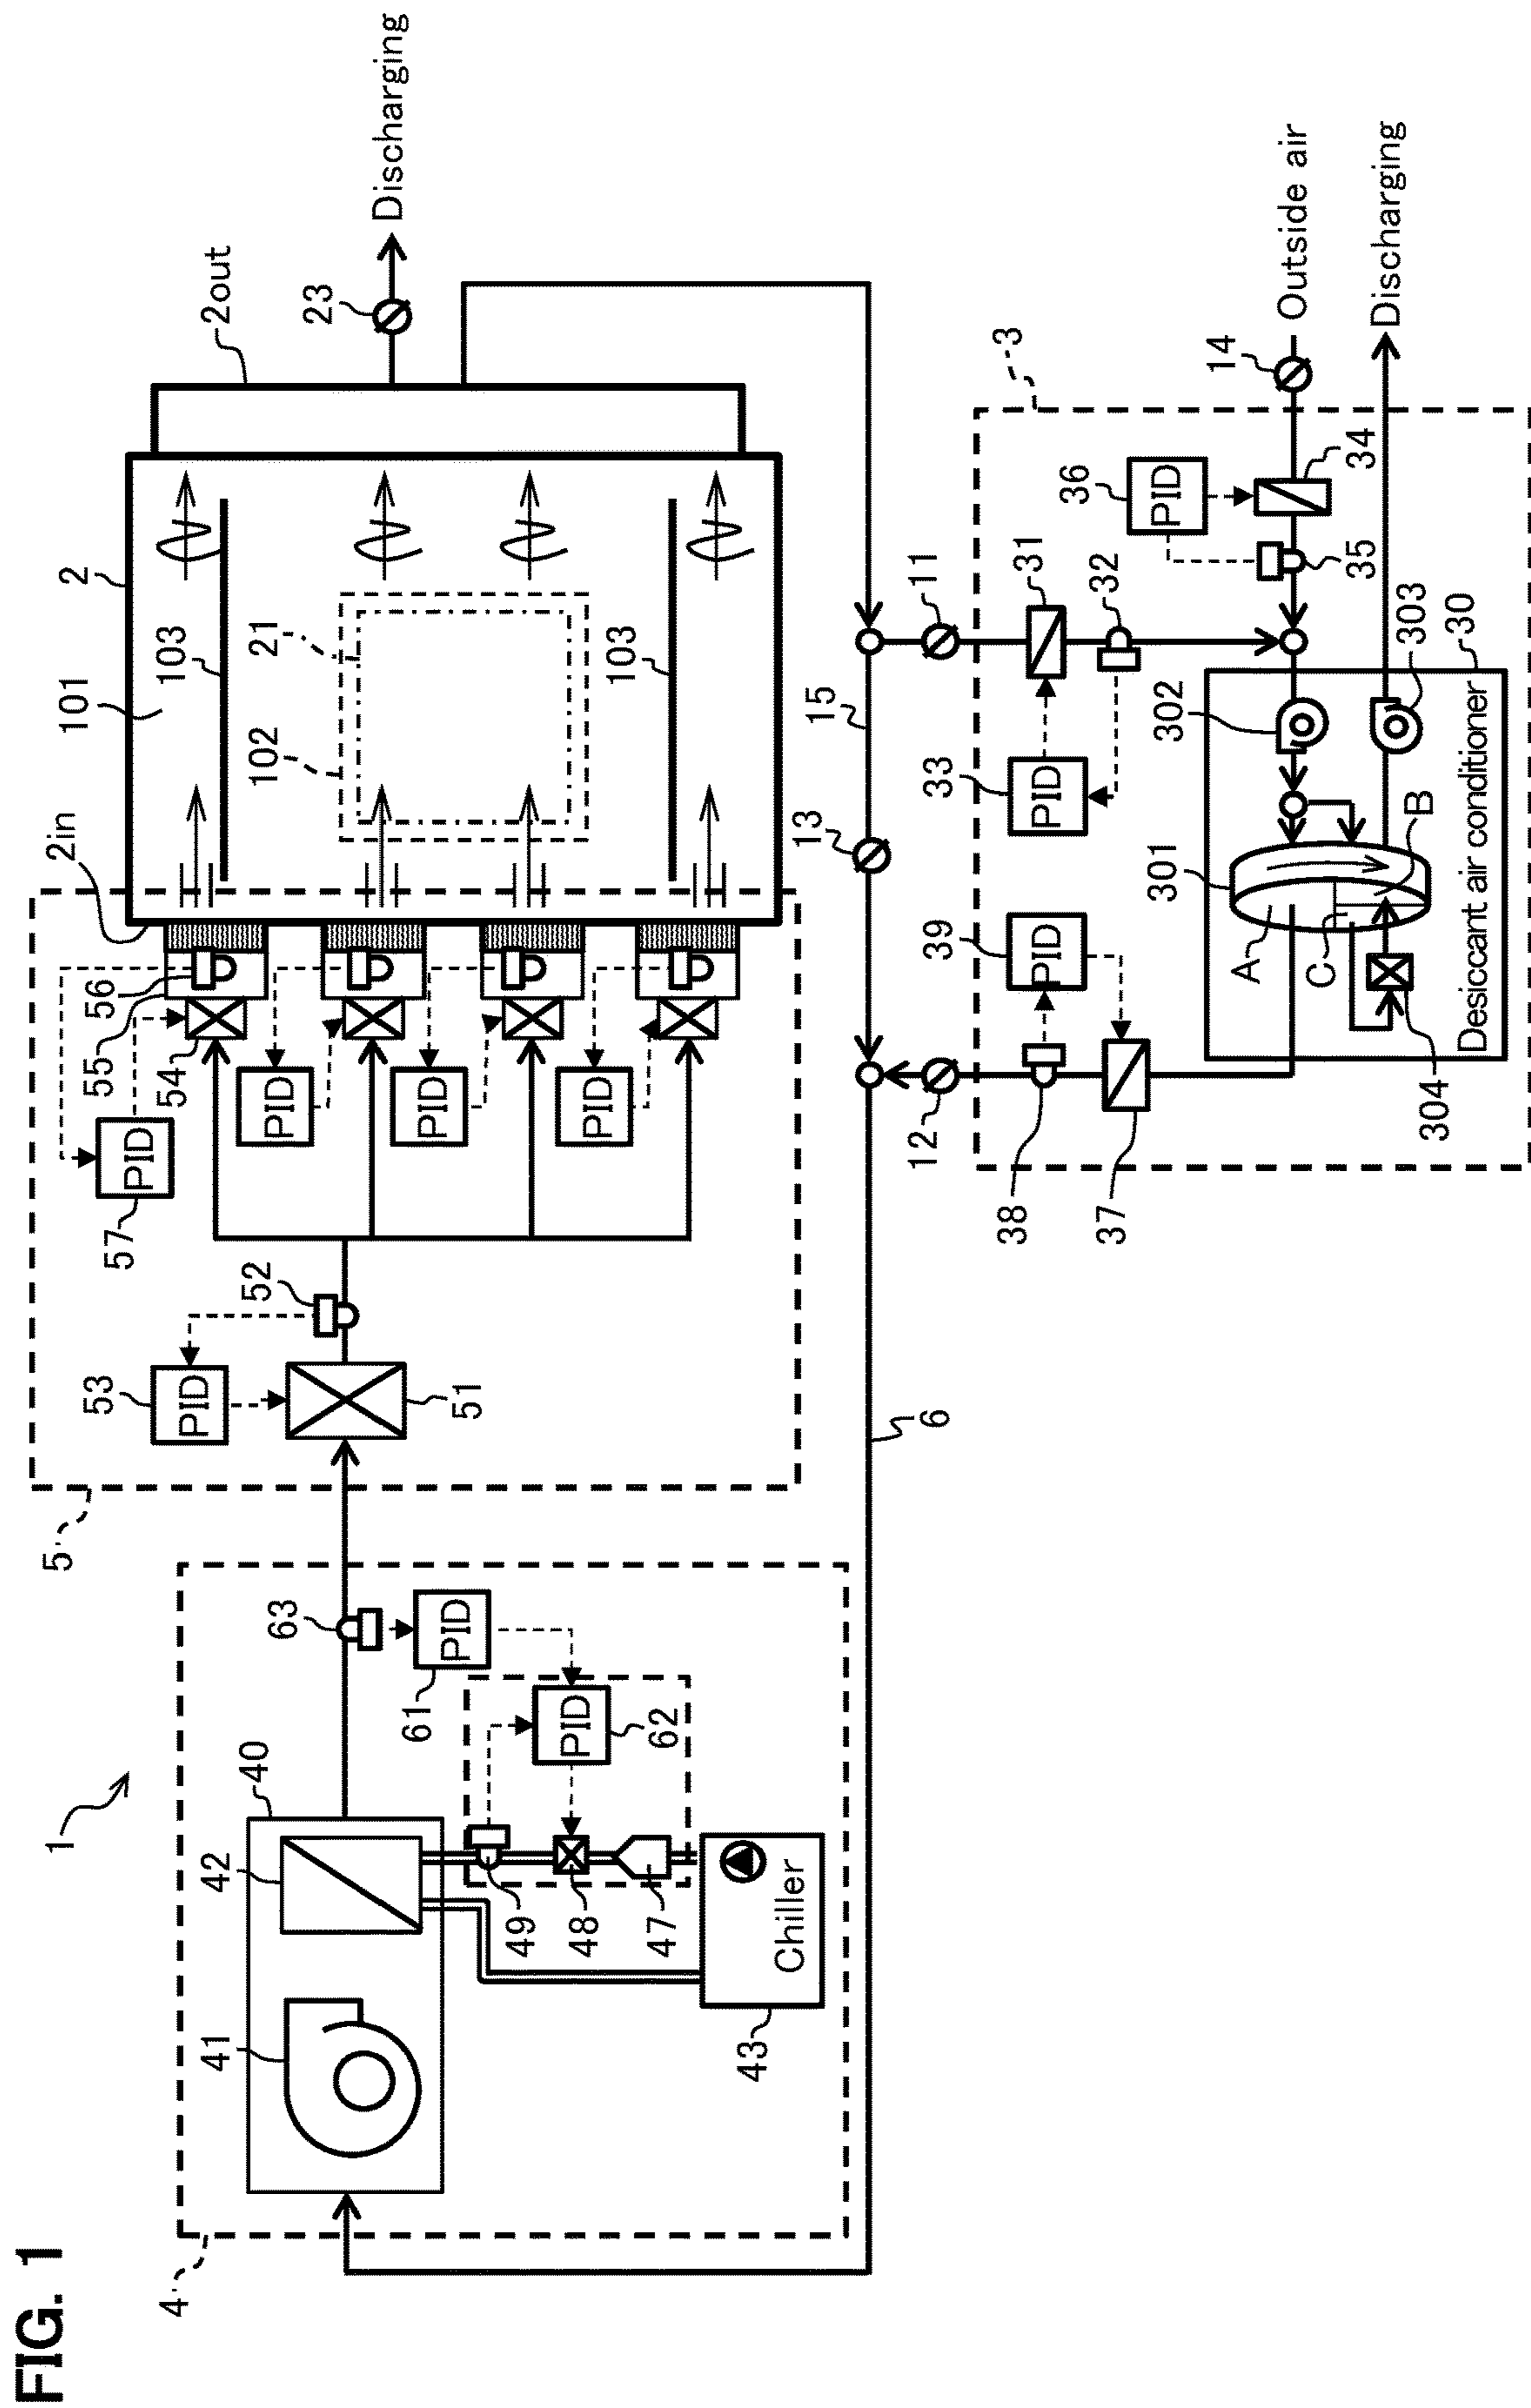 FIG. 1
1
4
41
42
40
43
Chiller
47
48
49
62
PID
61
PID
63
5
53
PID
51
52
57
PID
55
56
54
PID
PID
PID
2in
102
101
103
21
103
2
2out
23
Discharging
6
15
13
11
12
38
37
39
PID
33
PID
31
32
36
PID
35
34
3
14
Outside air
Discharging
30
303
302
301
A
C
B
304
Desiccant air conditioner